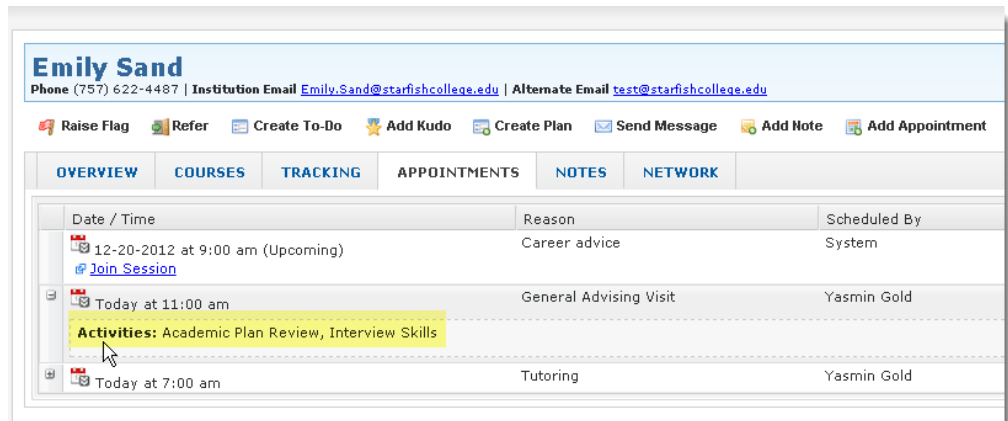 Emily Sand
Phone (757) 622-4487 | Institution Email Emily.Sand@starfishcollege.edu | Alternate Email test@starfishcollege.edu
Raise Flag Refer Create To-Do Add Kudo Create Plan Send Message Add Note Add Appointment
OVERVIEW COURSES TRACKING APPOINTMENTS NOTES NETWORK
Date / Time Reason Scheduled By
12-20-2012 at 9:00 am (Upcoming) Career advice System
Join Session
Today at 11:00 am General Advising Visit Yasmin Gold
Activities: Academic Plan Review, Interview Skills
Today at 7:00 am Tutoring Yasmin Gold